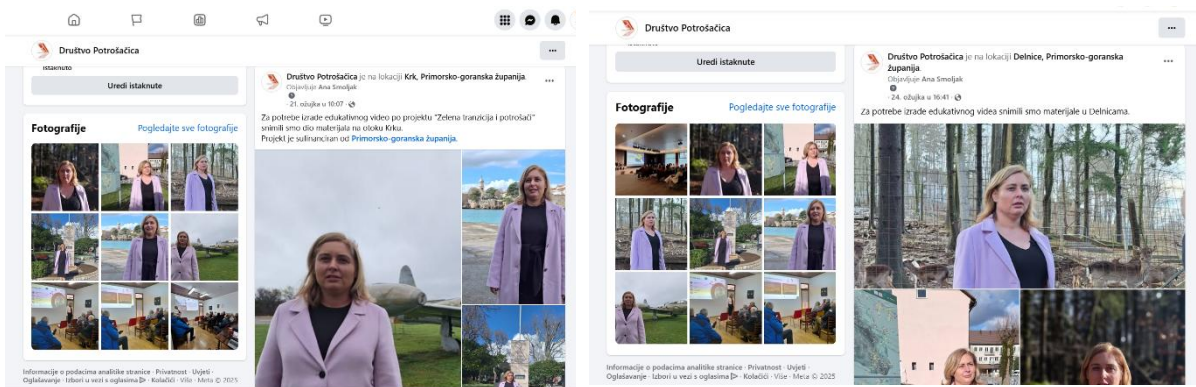 Društvo Potrošačica
...
istaknuto
Uredi istaknute
Fotografije
Pogledajte sve fotografije
Informacije o podacima analitike stranice · Privatnost · Uvjeti ·
Oglašavanje · Izbori u vezi s oglasima · Kolačići · Više · Meta © 2025
Društvo Potrošačica je na lokaciji Krk, Primorsko-goranska županija.
Objavljuje Ana Smoljak
· 21. ožujka u 10:07 ·
Za potrebe izrade edukativnog video po projektu "Zelena tranzicija i potrošači"
snimili smo dio materijala na otoku Krku.
Projekt je sufinanciran od Primorsko-goranska županija.
Društvo Potrošačica
...
Uredi istaknute
Fotografije
Pogledajte sve fotografije
Informacije o podacima analitike stranice · Privatnost · Uvjeti ·
Oglašavanje · Izbori u vezi s oglasima · Kolačići · Više · Meta © 2025
Društvo Potrošačica je na lokaciji Delnice, Primorsko-goranska
županija.
Objavljuje Ana Smoljak
· 24. ožujka u 16:41 ·
Za potrebe izrade edukativnog videa snimili smo materijale u Delnicama.